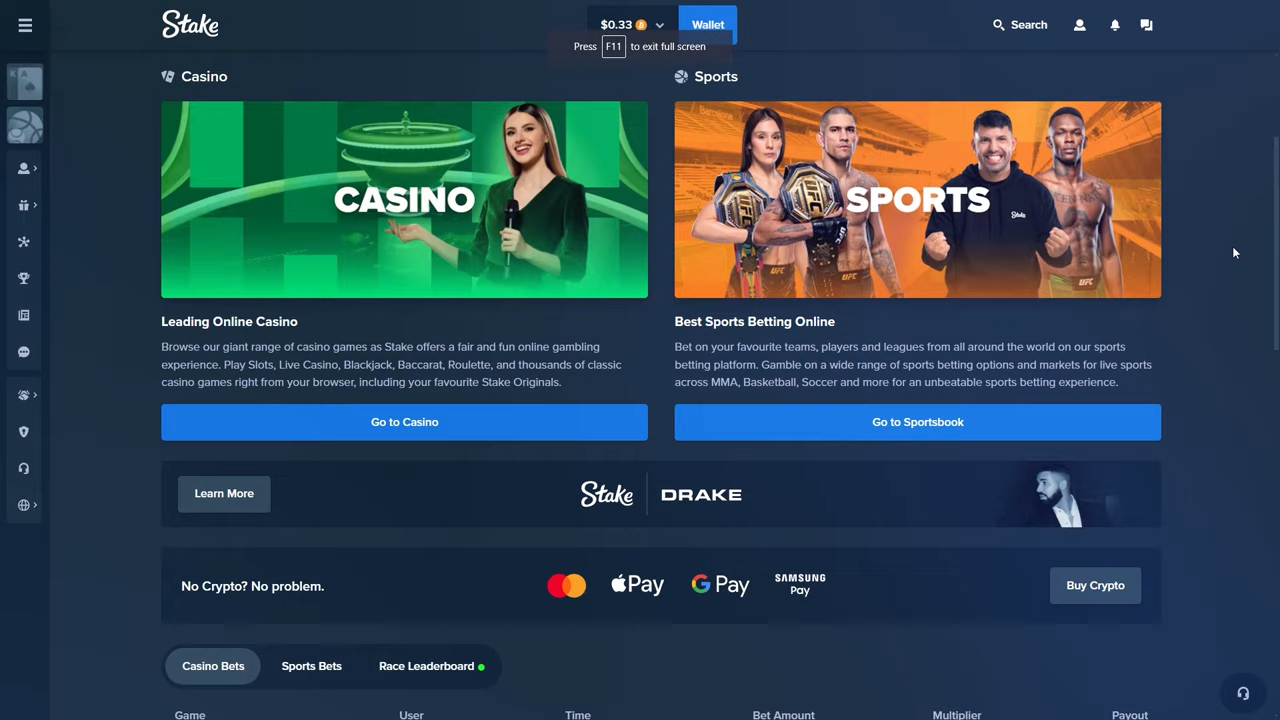 Stake
$0.33
Wallet
Search
Press F11 to exit full screen
Casino
Sports
CASINO
SPORTS
UFC
UFC
UFC
Stake
Leading Online Casino
Best Sports Betting Online
Browse our giant range of casino games as Stake offers a fair and fun online gambling
experience. Play Slots, Live Casino, Blackjack, Baccarat, Roulette, and thousands of classic
casino games right from your browser, including your favourite Stake Originals.
Bet on your favourite teams, players and leagues from all around the world on our sports
betting platform. Gamble on a wide range of sports betting options and markets for live sports
across MMA, Basketball, Soccer and more for an unbeatable sports betting experience.
Go to Casino
Go to Sportsbook
Learn More
Stake
DRAKE
No Crypto? No problem.
Pay
G Pay
SAMSUNG
Pay
Buy Crypto
Casino Bets
Sports Bets
Race Leaderboard
Game
User
Time
Bet Amount
Multiplier
Payout